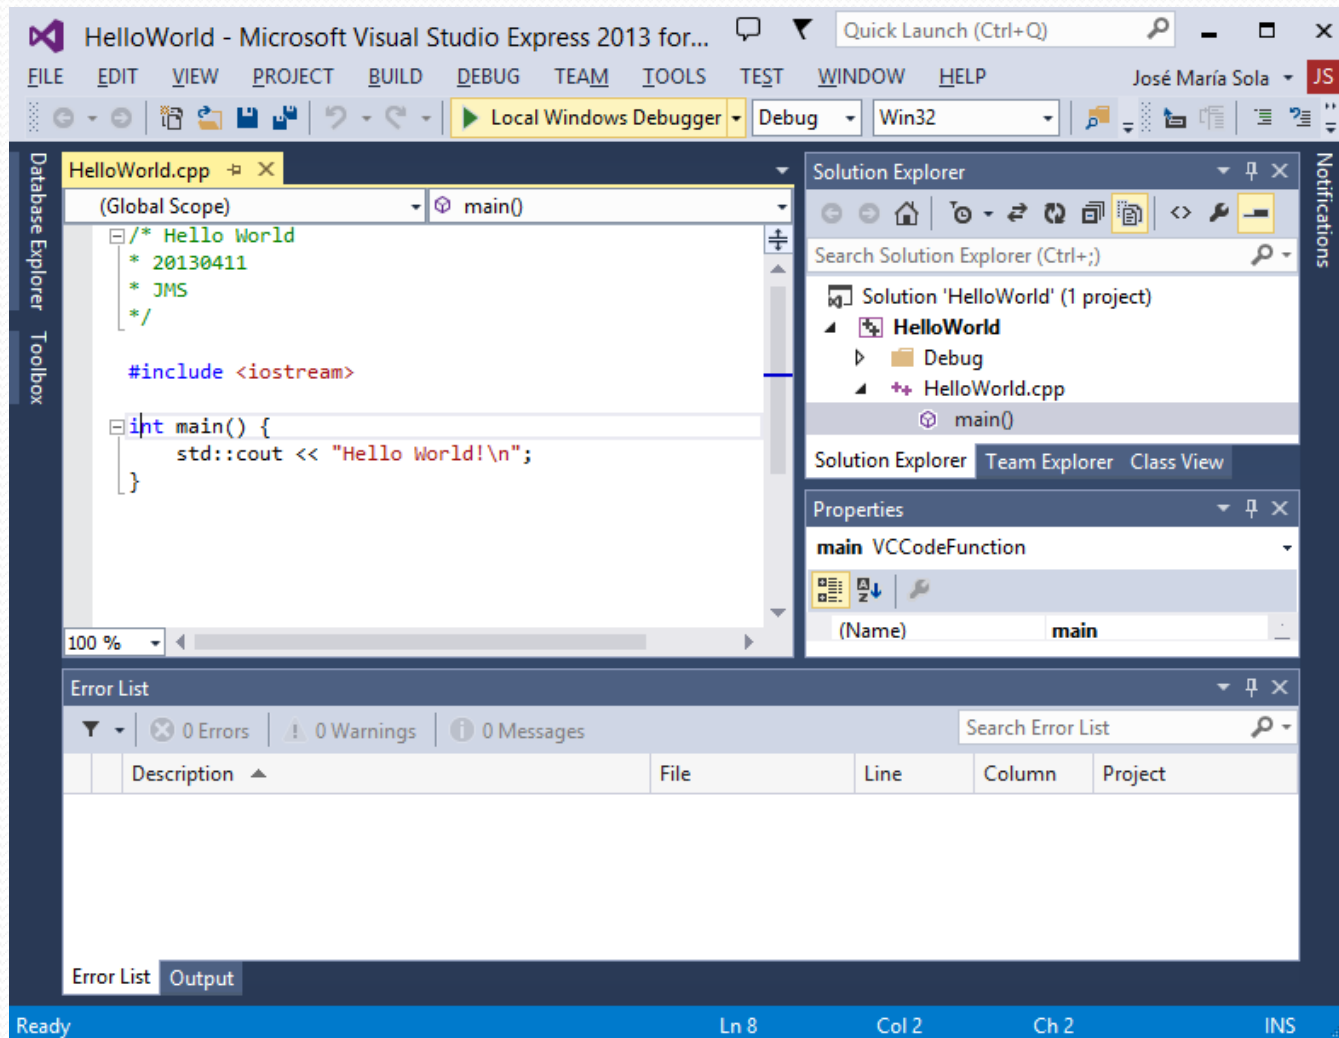 HelloWorld - Microsoft Visual Studio Express 2013 for...
Quick Launch (Ctrl+Q)
FILE EDIT VIEW PROJECT BUILD DEBUG TEAM TOOLS TEST WINDOW HELP
José María Sola JS
Local Windows Debugger Debug Win32
Database Explorer
Toolbox
HelloWorld.cpp
(Global Scope) main()
/* Hello World
* 20130411
* JMS
*/
#include <iostream>
int main() {
std::cout << "Hello World!\n";
}
100 %
Solution Explorer
Search Solution Explorer (Ctrl+;)
Solution 'HelloWorld' (1 project)
HelloWorld
Debug
HelloWorld.cpp
main()
Solution Explorer Team Explorer Class View
Properties
main VCCodeFunction
(Name) main
Notifications
Error List
0 Errors 0 Warnings 0 Messages
Search Error List
Description File Line Column Project
Error List Output
Ready Ln 8 Col 2 Ch 2 INS